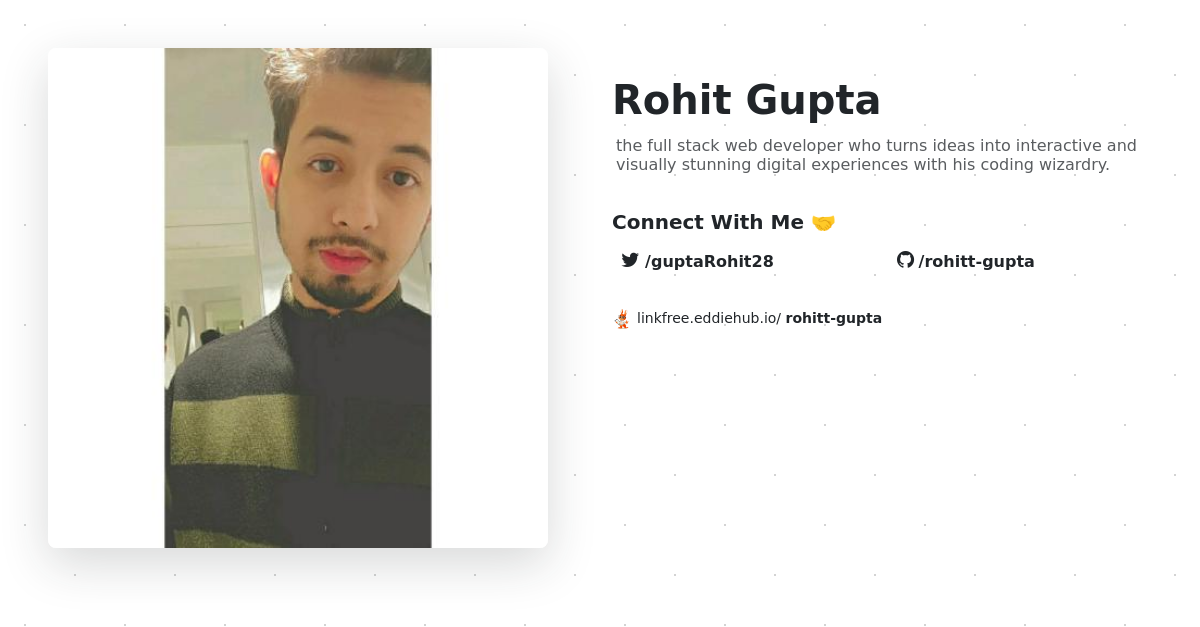 Rohit Gupta
the full stack web developer who turns ideas into interactive and
visually stunning digital experiences with his coding wizardry.
Connect With Me 🤝
/guptaRohit28
/rohitt-gupta
linkfree.eddiehub.io/ rohitt-gupta